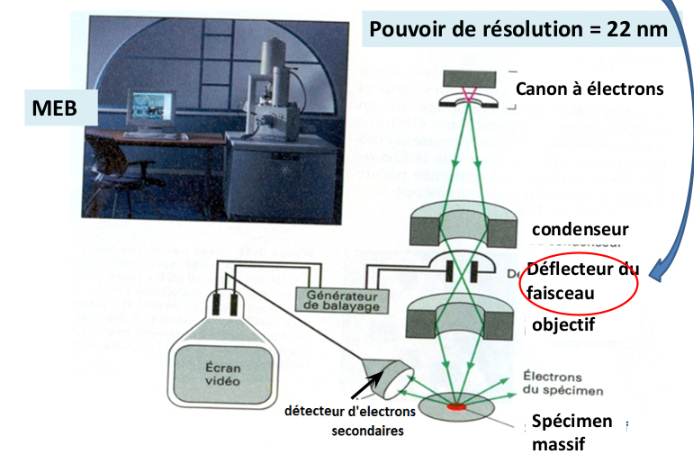 Pouvoir de résolution = 22 nm
MEB
Canon à électrons
condenseur
Déflecteur du
faisceau
Générateur
de balayage
objectif
Écran
vidéo
Électrons
du spécimen
détecteur d'electrons
secondaires
Spécimen
massif